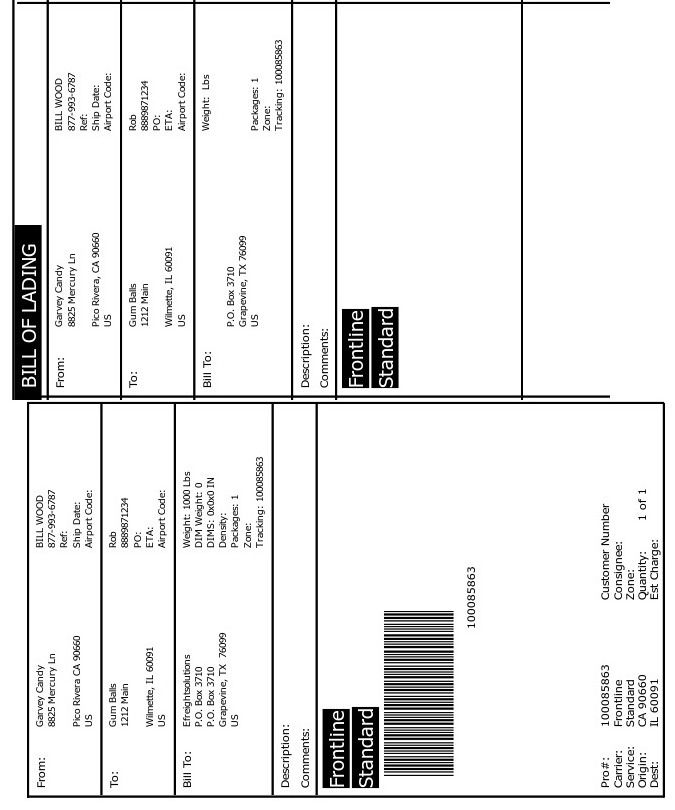 BILL OF LADING
From:
Garvey Candy
8825 Mercury Ln
Pico Rivera, CA 90660
US
BILL WOOD
877-993-6787
Ref:
Ship Date:
Airport Code:
To:
Gum Balls
1212 Main
Wilmette, IL 60091
US
Rob
8889871234
PO:
ETA:
Airport Code:
Bill To:
P.O. Box 3710
Grapevine, TX 76099
US
Weight: Lbs
Packages: 1
Zone:
Tracking: 100085863
Description:
Comments:
Frontline
Standard
From:
Garvey Candy
8825 Mercury Ln
Pico Rivera CA 90660
US
BILL WOOD
877-993-6787
Ref:
Ship Date:
Airport Code:
To:
Gum Balls
1212 Main
Wilmette, IL 60091
US
Rob
8889871234
PO:
ETA:
Airport Code:
Bill To:
Efreightsolutions
P.O. Box 3710
P.O. Box 3710
Grapevine, TX 76099
US
Weight: 1000 Lbs
DIM Weight: 0
DIMS: 0x0x0 IN
Density:
Packages: 1
Zone:
Tracking: 100085863
Description:
Comments:
Frontline
Standard
100085863
Pro#: 100085863 Customer Number
Carrier: Frontline Consignee:
Service: Standard Zone:
Origin: CA 90660 Quantity: 1 of 1
Dest: IL 60091 Est Charge: